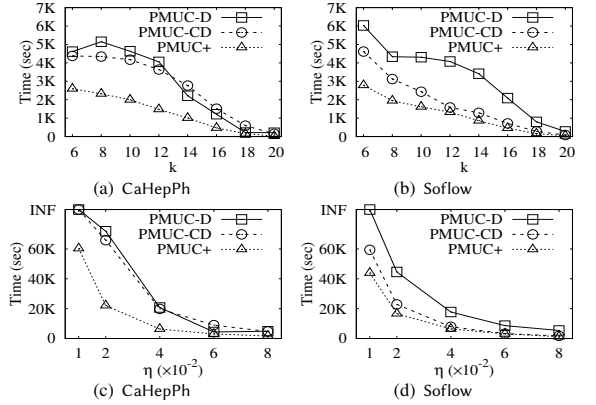 PMUC-D
PMUC-CD
PMUC+
Time (sec)
7K
6K
5K
4K
3K
2K
1K
0
6 8 10 12 14 16 18 20
k
(a) CaHepPh
PMUC-D
PMUC-CD
PMUC+
Time (sec)
7K
6K
5K
4K
3K
2K
1K
0
6 8 10 12 14 16 18 20
k
(b) Soflow
PMUC-D
PMUC-CD
PMUC+
Time (sec)
INF
60K
40K
20K
0
1 2 4 6 8
η (×10⁻²)
(c) CaHepPh
PMUC-D
PMUC-CD
PMUC+
Time (sec)
INF
60K
40K
20K
0
1 2 4 6 8
η (×10⁻²)
(d) Soflow